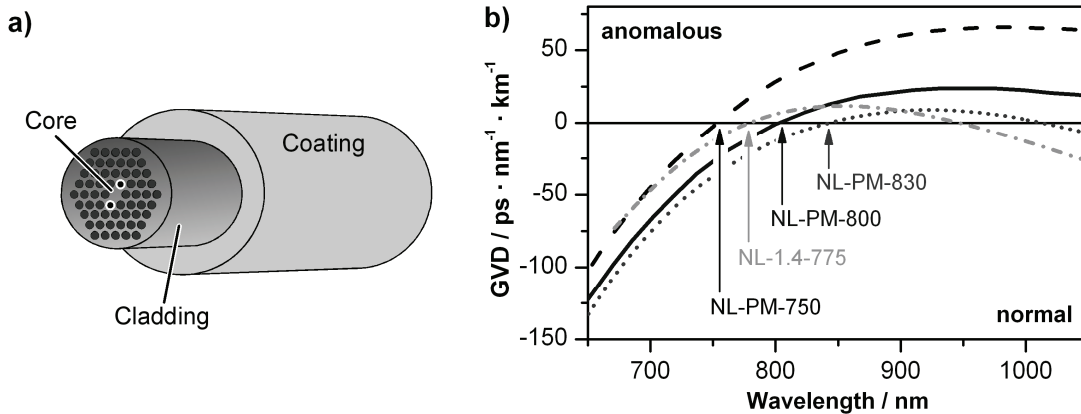 a)
Core
Coating
Cladding
b)
anomalous
normal
NL-PM-830
NL-PM-800
NL-1.4-775
NL-PM-750
GVD / ps · nm⁻¹ · km⁻¹
50
0
-50
-100
-150
700
800
900
1000
Wavelength / nm